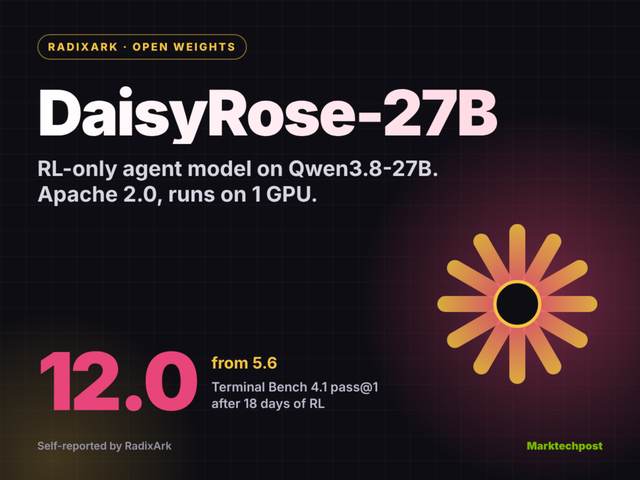 RADIXARK · OPEN WEIGHTS
DaisyRose-27B
RL-only agent model on Qwen3.8-27B.
Apache 2.0, runs on 1 GPU.
12.0
from 5.6
Terminal Bench 4.1 pass@1
after 18 days of RL
Self-reported by RadixArk
Marktechpost